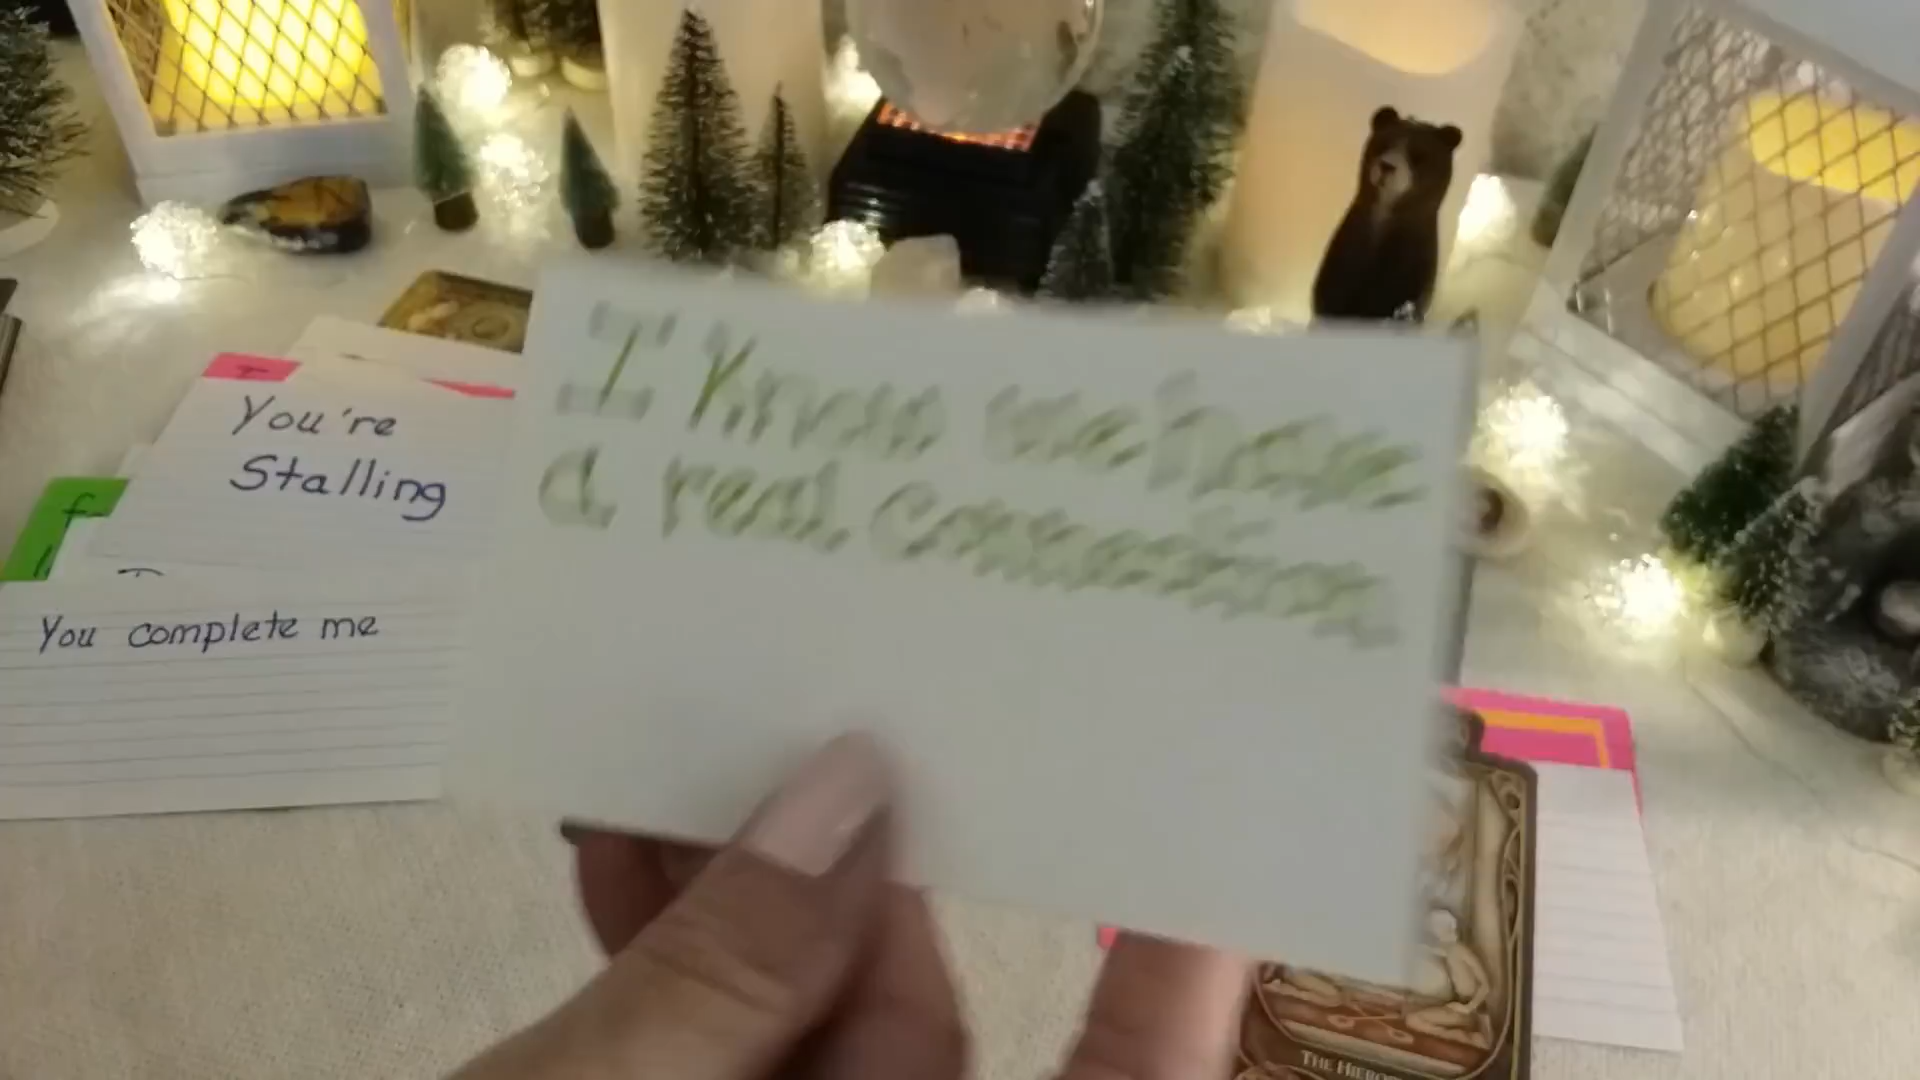 I Know we have
a real connection
You're
Stalling
You complete me
THE HIERO